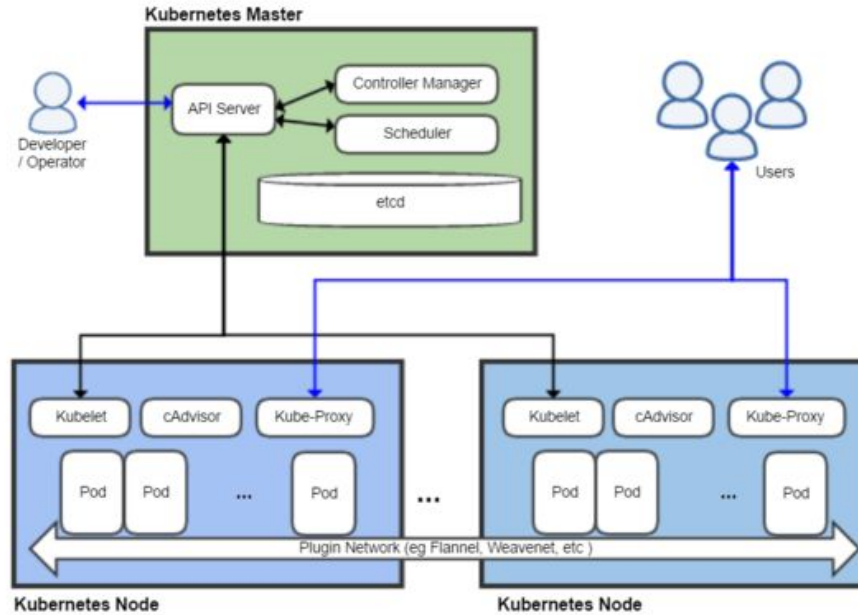 Kubernetes Master
API Server
Controller Manager
Scheduler
etcd
Developer
/ Operator
Users
Kubelet
cAdvisor
Kube-Proxy
Pod
Pod
...
Pod
...
Kubelet
cAdvisor
Kube-Proxy
Pod
Pod
...
Pod
Plugin Network (eg Flannel, Weavenet, etc )
Kubernetes Node
Kubernetes Node